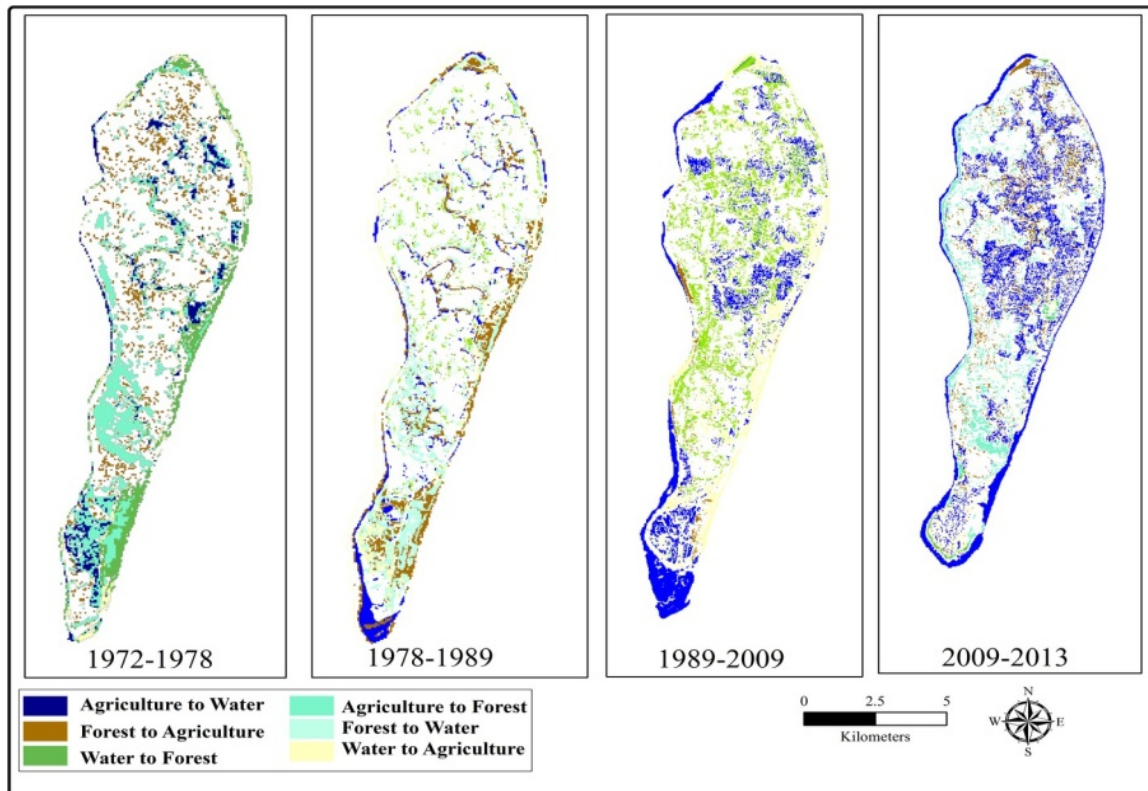 1972-1978
1978-1989
1989-2009
2009-2013
Agriculture to Water
Forest to Agriculture
Water to Forest
Agriculture to Forest
Forest to Water
Water to Agriculture
0 2.5 5
Kilometers
N
W E
S